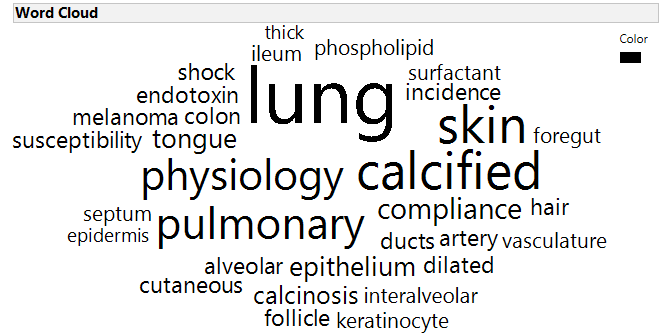 Word Cloud
thick
Color
ileum phospholipid
shock lung surfactant
endotoxin incidence
melanoma colon skin
susceptibility tongue foregut
physiology calcified
septum pulmonary compliance hair
epidermis ducts artery vasculature
alveolar epithelium dilated
cutaneous
calcinosis interalveolar
follicle keratinocyte